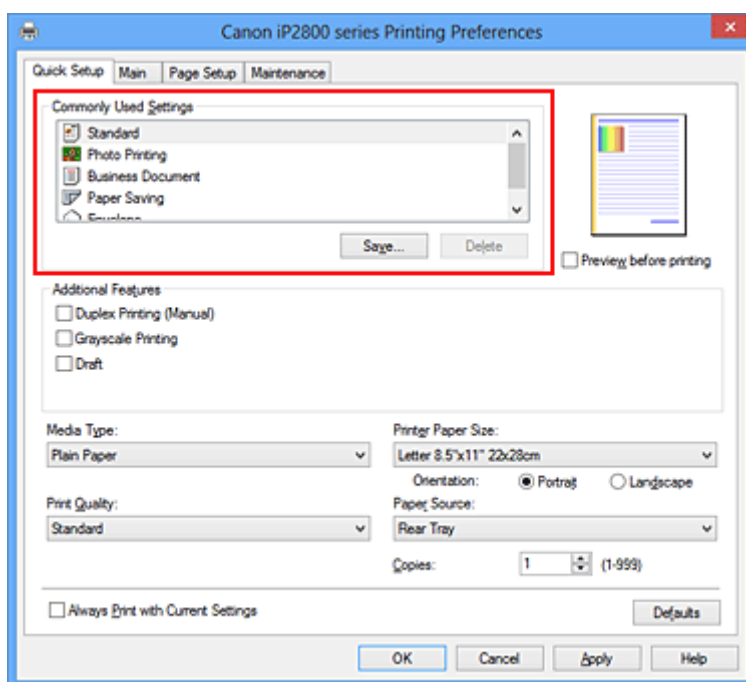 Canon iP2800 series Printing Preferences
Quick Setup Main Page Setup Maintenance
Commonly Used Settings
Standard
Photo Printing
Business Document
Paper Saving
Envelope
Save... Delete
Preview before printing
Additional Features
Duplex Printing (Manual)
Grayscale Printing
Draft
Media Type: Printer Paper Size:
Plain Paper Letter 8.5"x11" 22x28cm
Orientation: Portrait Landscape
Print Quality: Paper Source:
Standard Rear Tray
Copies: 1 (1-999)
Always Print with Current Settings Defaults
OK Cancel Apply Help